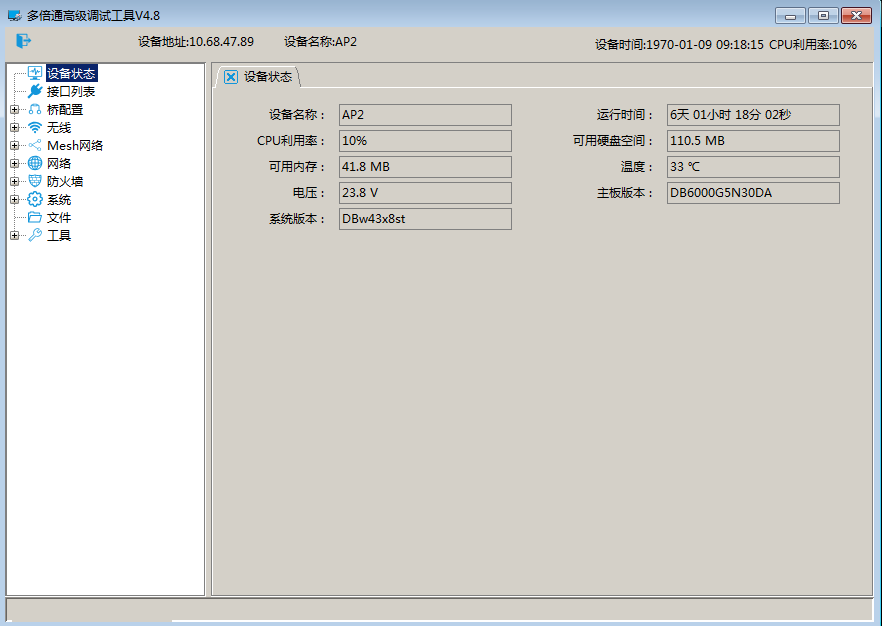 多倍通高级调试工具V4.8
设备地址:10.68.47.89 设备名称:AP2 设备时间:1970-01-09 09:18:15 CPU利用率:10%
设备状态
接口列表
桥配置
无线
Mesh网络
网络
防火墙
系统
文件
工具
设备状态
设备名称： AP2 运行时间： 6天 01小时 18分 02秒
CPU利用率： 10% 可用硬盘空间： 110.5 MB
可用内存： 41.8 MB 温度： 33 ℃
电压： 23.8 V 主板版本： DB6000G5N30DA
系统版本： DBw43x8st